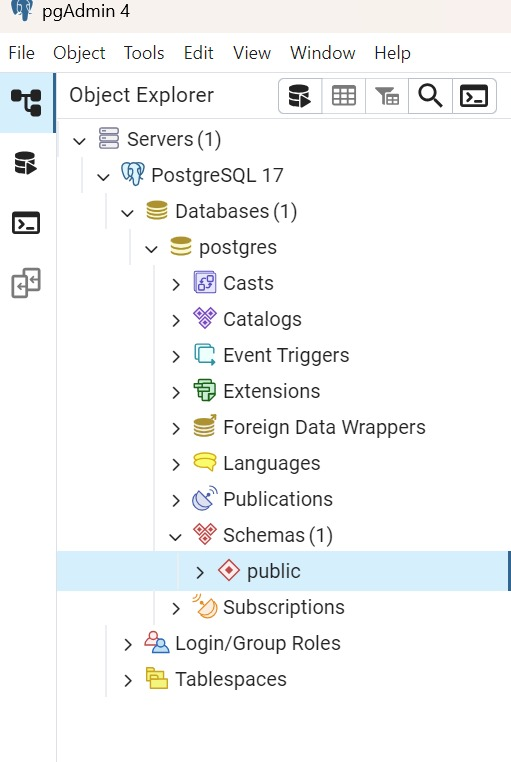 pgAdmin 4
File Object Tools Edit View Window Help
Object Explorer
Servers (1)
PostgreSQL 17
Databases (1)
postgres
Casts
Catalogs
Event Triggers
Extensions
Foreign Data Wrappers
Languages
Publications
Schemas (1)
public
Subscriptions
Login/Group Roles
Tablespaces